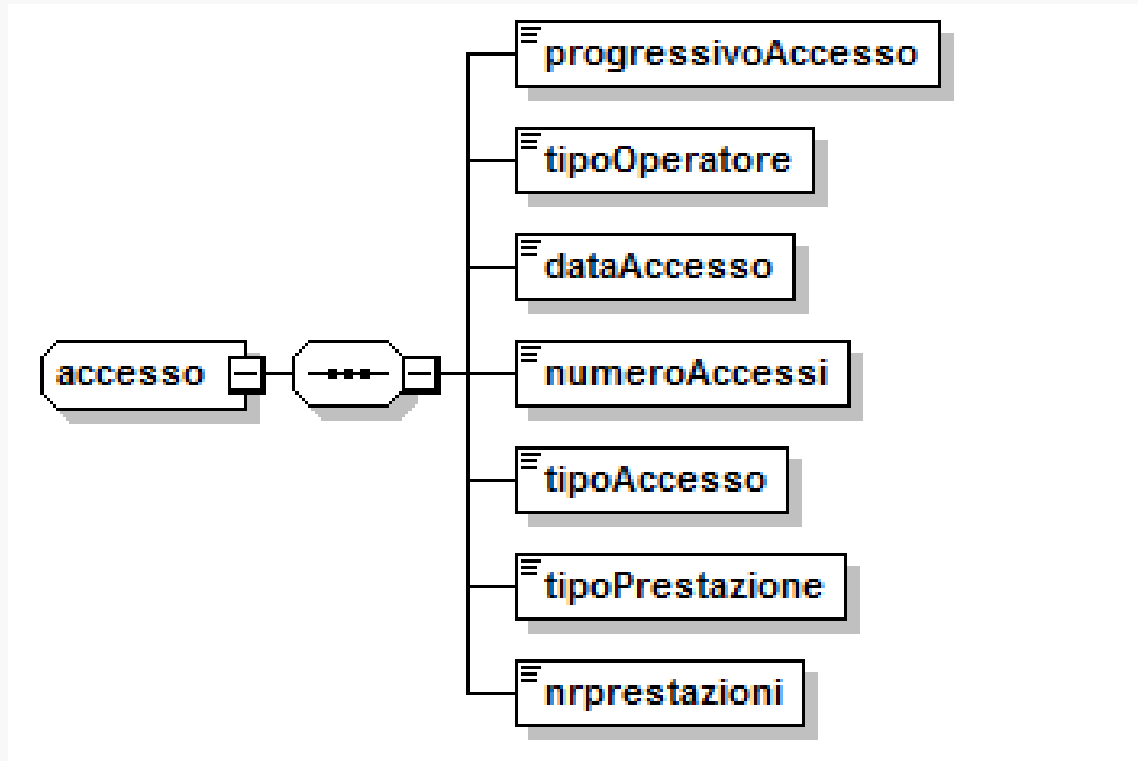 progressivoAccesso
tipoOperatore
dataAccesso
accesso
numeroAccessi
tipoAccesso
tipoPrestazione
nrprestazioni